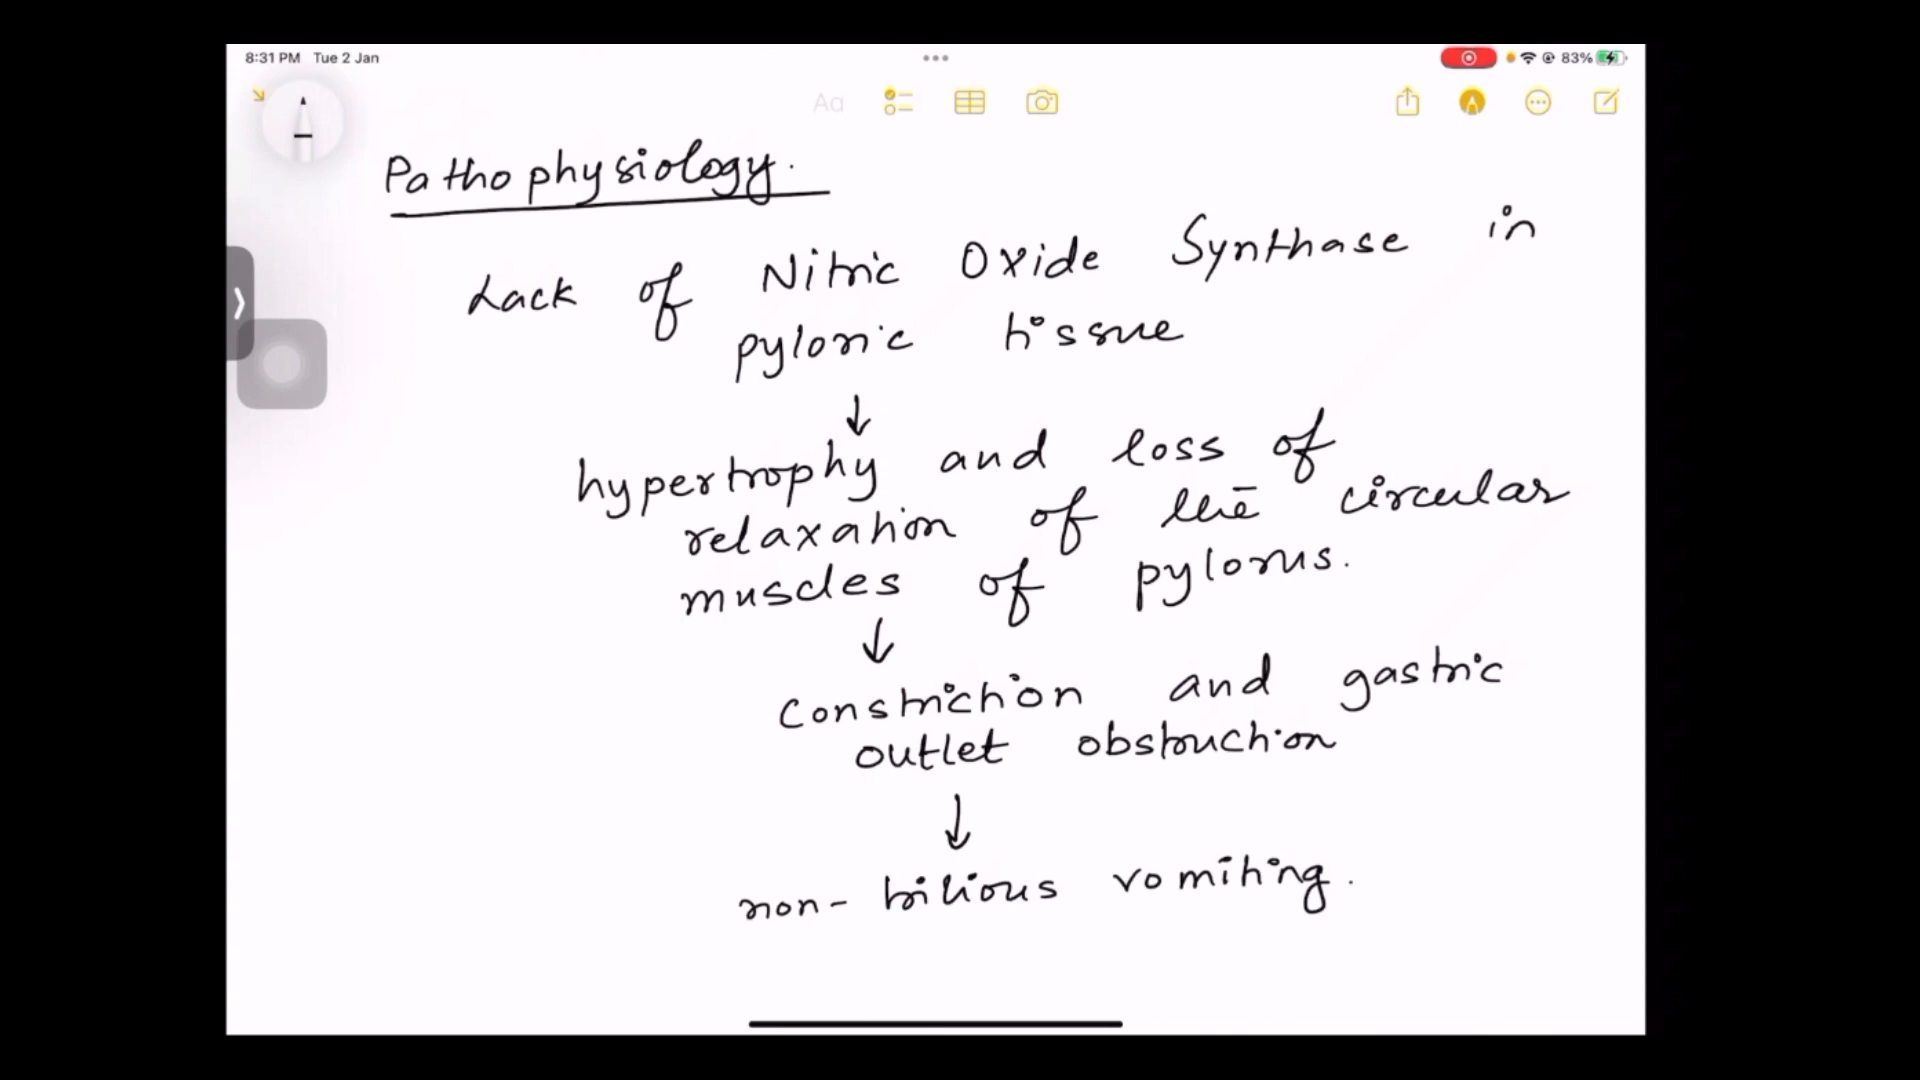 8:31 PM Tue 2 Jan
83%
Aa
Pathophysiology.
Lack of Nitric Oxide Synthase in
pyloric tissue
↓
hypertrophy and loss of
relaxation of the circular
muscles of pylorus.
↓
Constriction and gastric
outlet obstruction
↓
non-bilious vomiting.